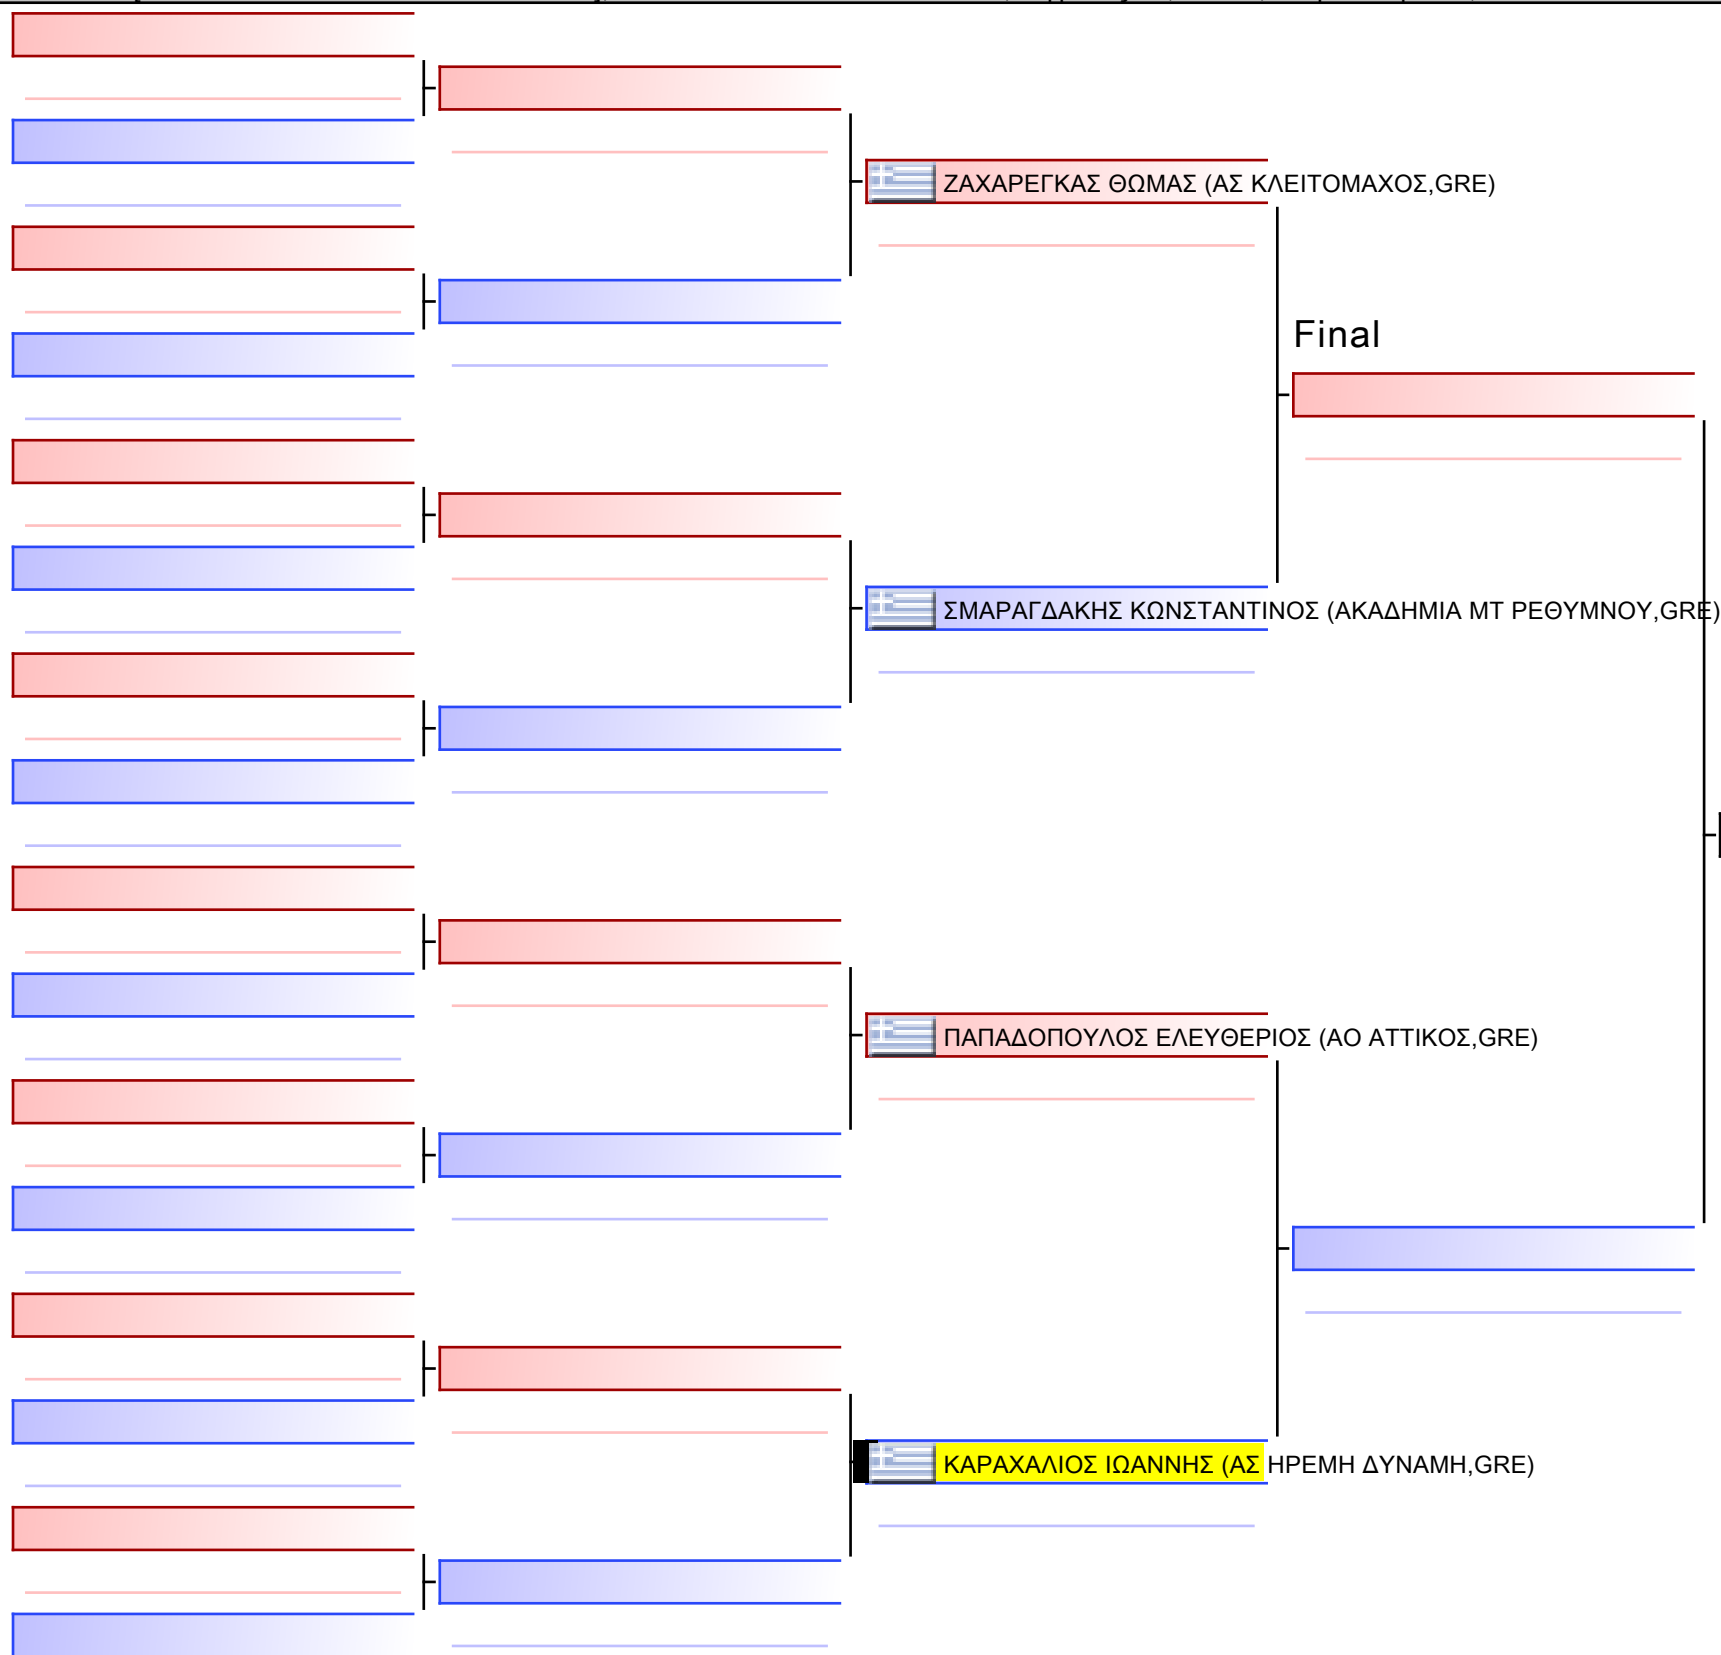 ΖΑΧΑΡΕΓΚΑΣ ΘΩΜΑΣ (ΑΣ ΚΛΕΙΤΟΜΑΧΟΣ,GRE)
Final
ΣΜΑΡΑΓΔΑΚΗΣ ΚΩΝΣΤΑΝΤΙΝΟΣ (ΑΚΑΔΗΜΙΑ ΜΤ ΡΕΘΥΜΝΟΥ,GRE)
ΠΑΠΑΔΟΠΟΥΛΟΣ ΕΛΕΥΘΕΡΙΟΣ (ΑΟ ΑΤΤΙΚΟΣ,GRE)
ΚΑΡΑΧΑΛΙΟΣ ΙΩΑΝΝΗΣ (ΑΣ ΗΡΕΜΗ ΔΥΝΑΜΗ,GRE)